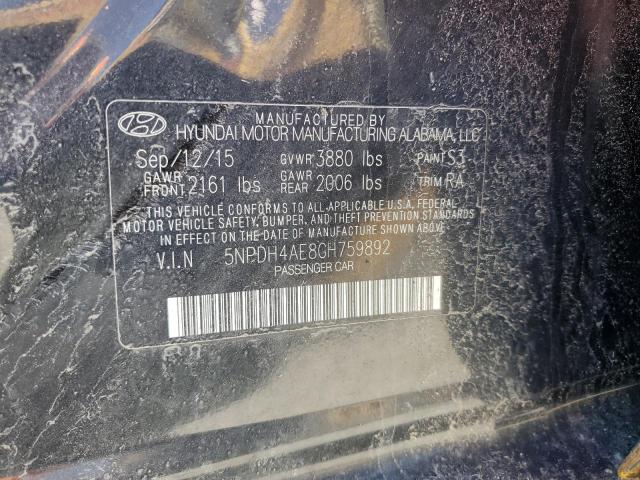 MANUFACTURED BY
HYUNDAI MOTOR MANUFACTURING ALABAMA, LLC
Sep/12/15 GVWR 3880 lbs PAINT S3
GAWR FRONT 2161 lbs GAWR REAR 2006 lbs TRIM RA
THIS VEHICLE CONFORMS TO ALL APPLICABLE U.S.A. FEDERAL
MOTOR VEHICLE SAFETY, BUMPER, AND THEFT PREVENTION STANDARDS
IN EFFECT ON THE DATE OF MANUFACTURE SHOWN ABOVE.
V.I.N 5NPDH4AE8GH759892
PASSENGER CAR